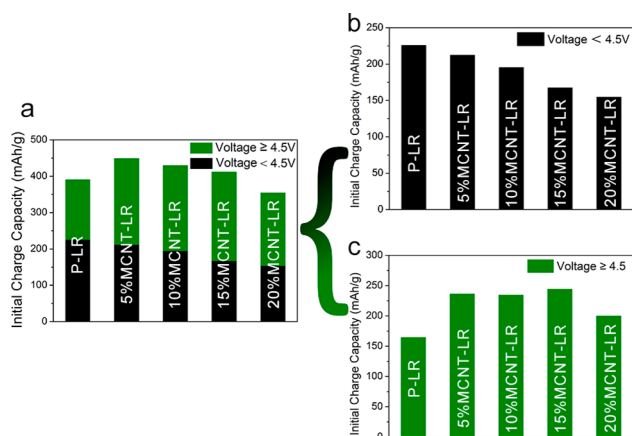 a
Initial Charge Capacity (mAh/g)
500
400
300
200
100
0
Voltage ≥ 4.5V
Voltage < 4.5V
P-LR
5%MCNT-LR
10%MCNT-LR
15%MCNT-LR
20%MCNT-LR
b
Initial Charge Capacity (mAh/g)
250
200
150
100
50
0
Voltage < 4.5V
P-LR
5%MCNT-LR
10%MCNT-LR
15%MCNT-LR
20%MCNT-LR
c
Initial Charge Capacity (mAh/g)
300
250
200
150
100
50
0
Voltage ≥ 4.5
P-LR
5%MCNT-LR
10%MCNT-LR
15%MCNT-LR
20%MCNT-LR